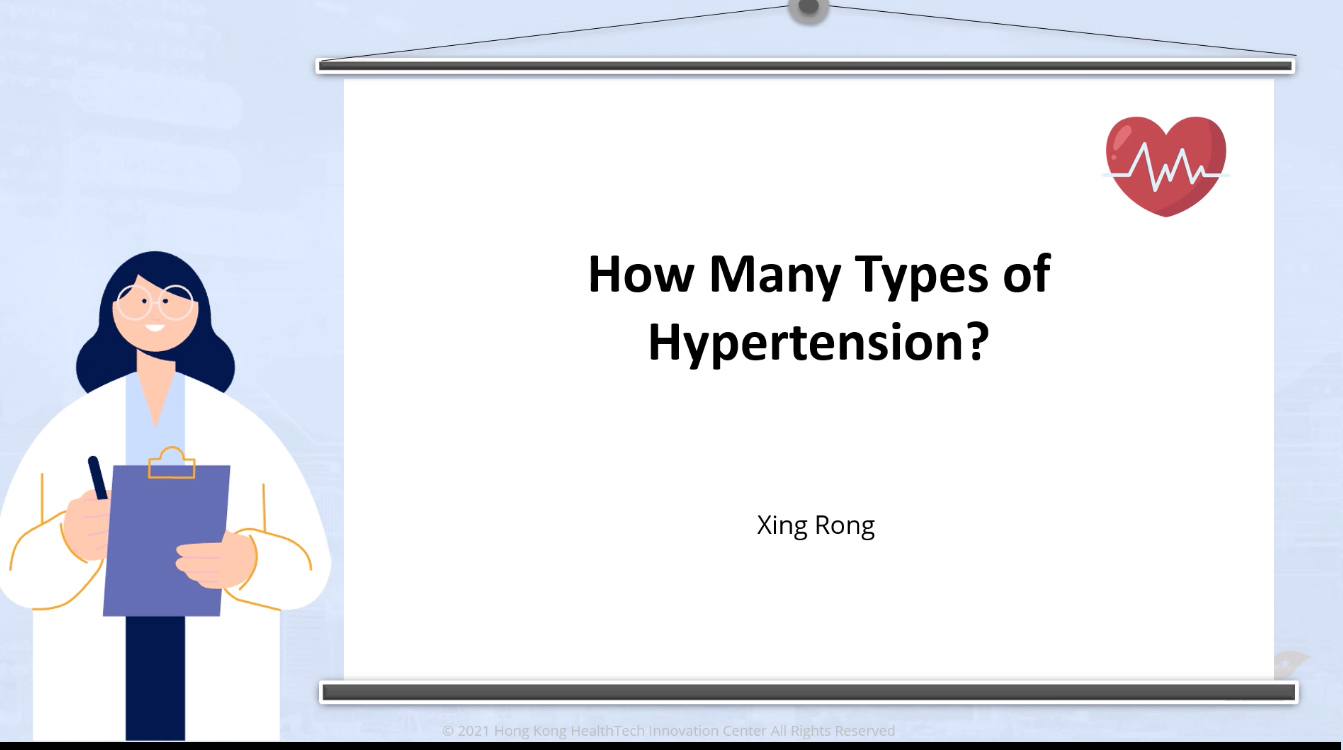 How Many Types of
Hypertension?
Xing Rong
© 2021 Hong Kong HealthTech Innovation Center All Rights Reserved